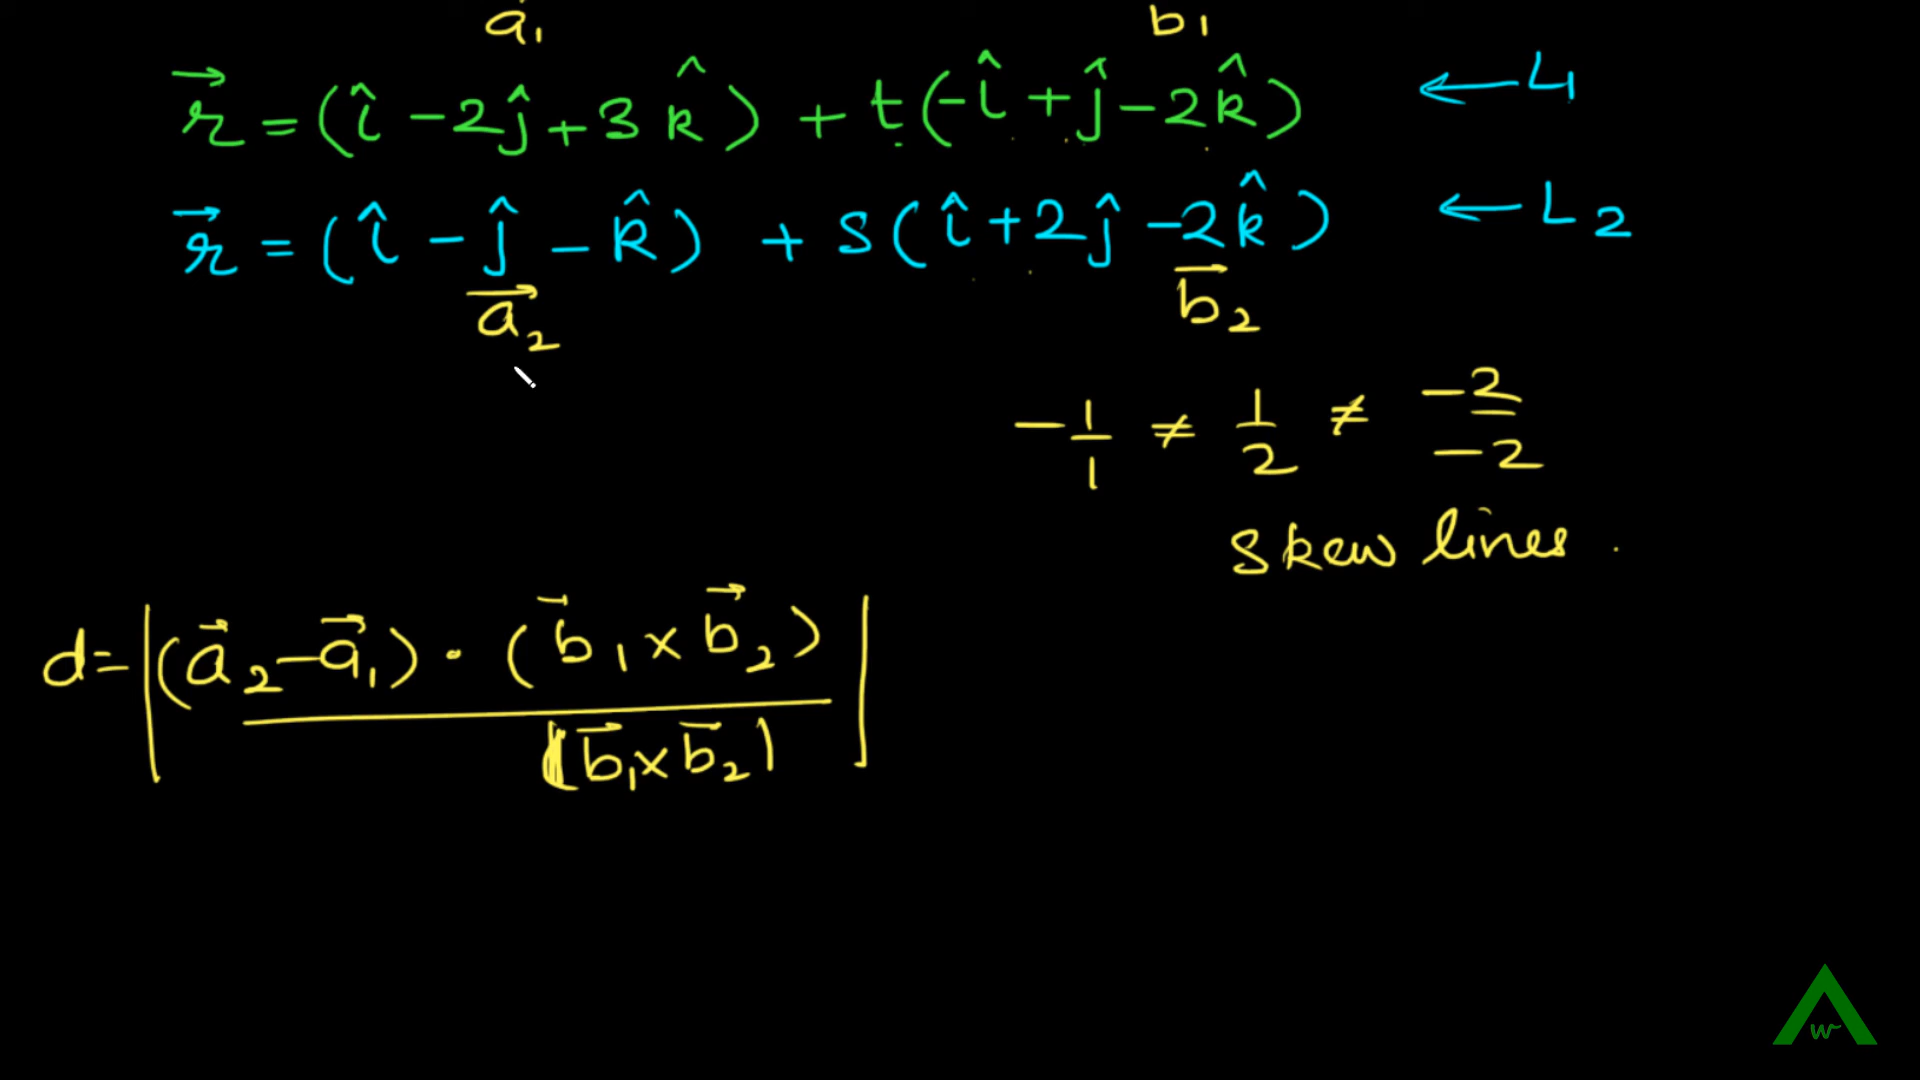 a₁ b₁
r⃗ = (î - 2ĵ + 3k̂) + t(-î + ĵ - 2k̂) ← L1
r⃗ = (î - ĵ - k̂) + s(î + 2ĵ - 2k̂) ← L2
a⃗₂ b⃗₂
-1/1 ≠ 1/2 ≠ -2/-2
skew lines.
d = |(a⃗₂ - a⃗₁) · (b⃗₁ × b⃗₂) / |b⃗₁ × b⃗₂||
W